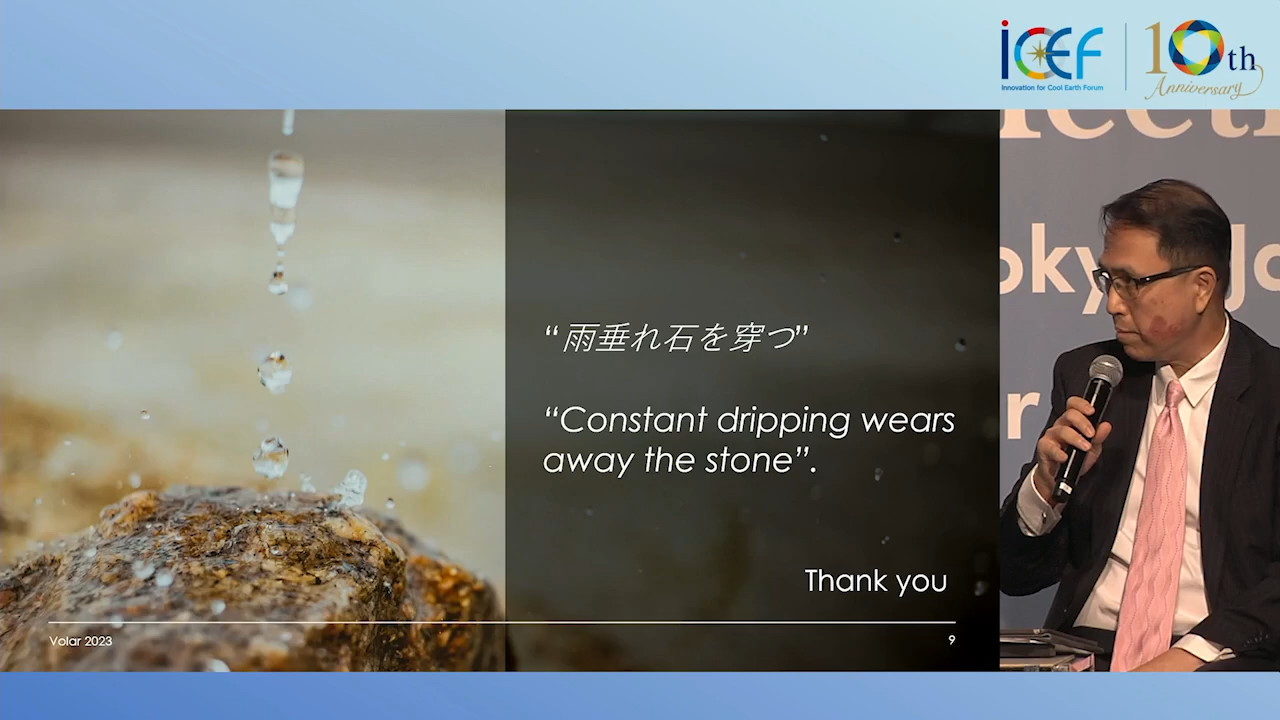 iCEF
Innovation for Cool Earth Forum
10th
Anniversary
“雨垂れ石を穿つ”
“Constant dripping wears
away the stone”.
Thank you
Volar 2023
9